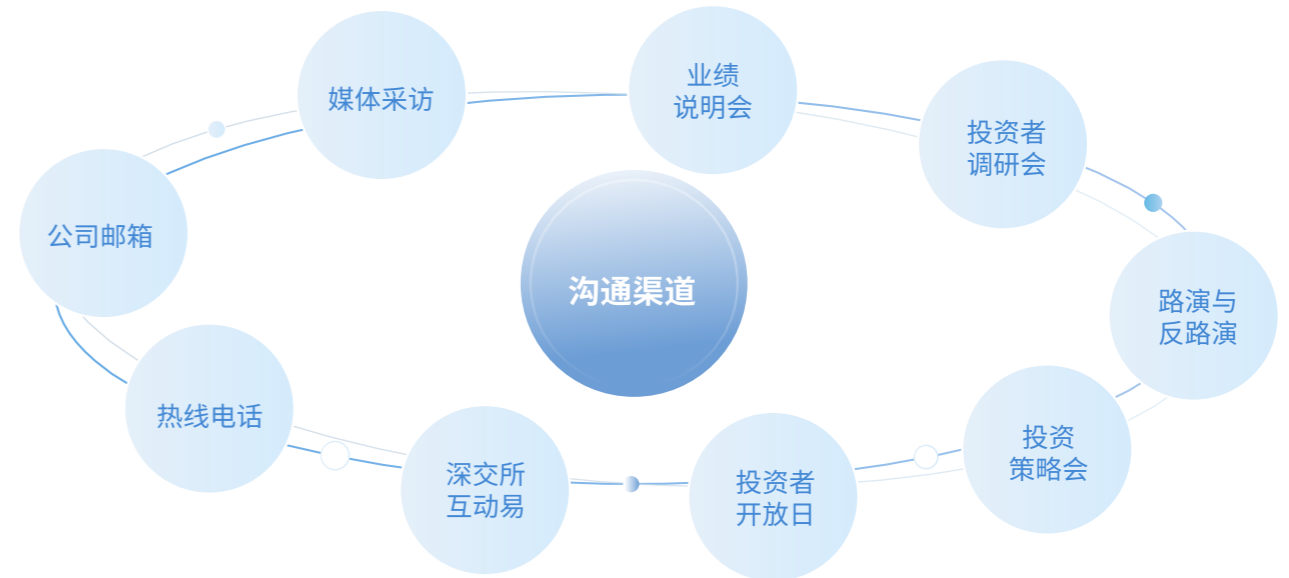 业绩
说明会
媒体采访
投资者
调研会
公司邮箱
沟通渠道
路演与
反路演
热线电话
投资
策略会
深交所
互动易
投资者
开放日